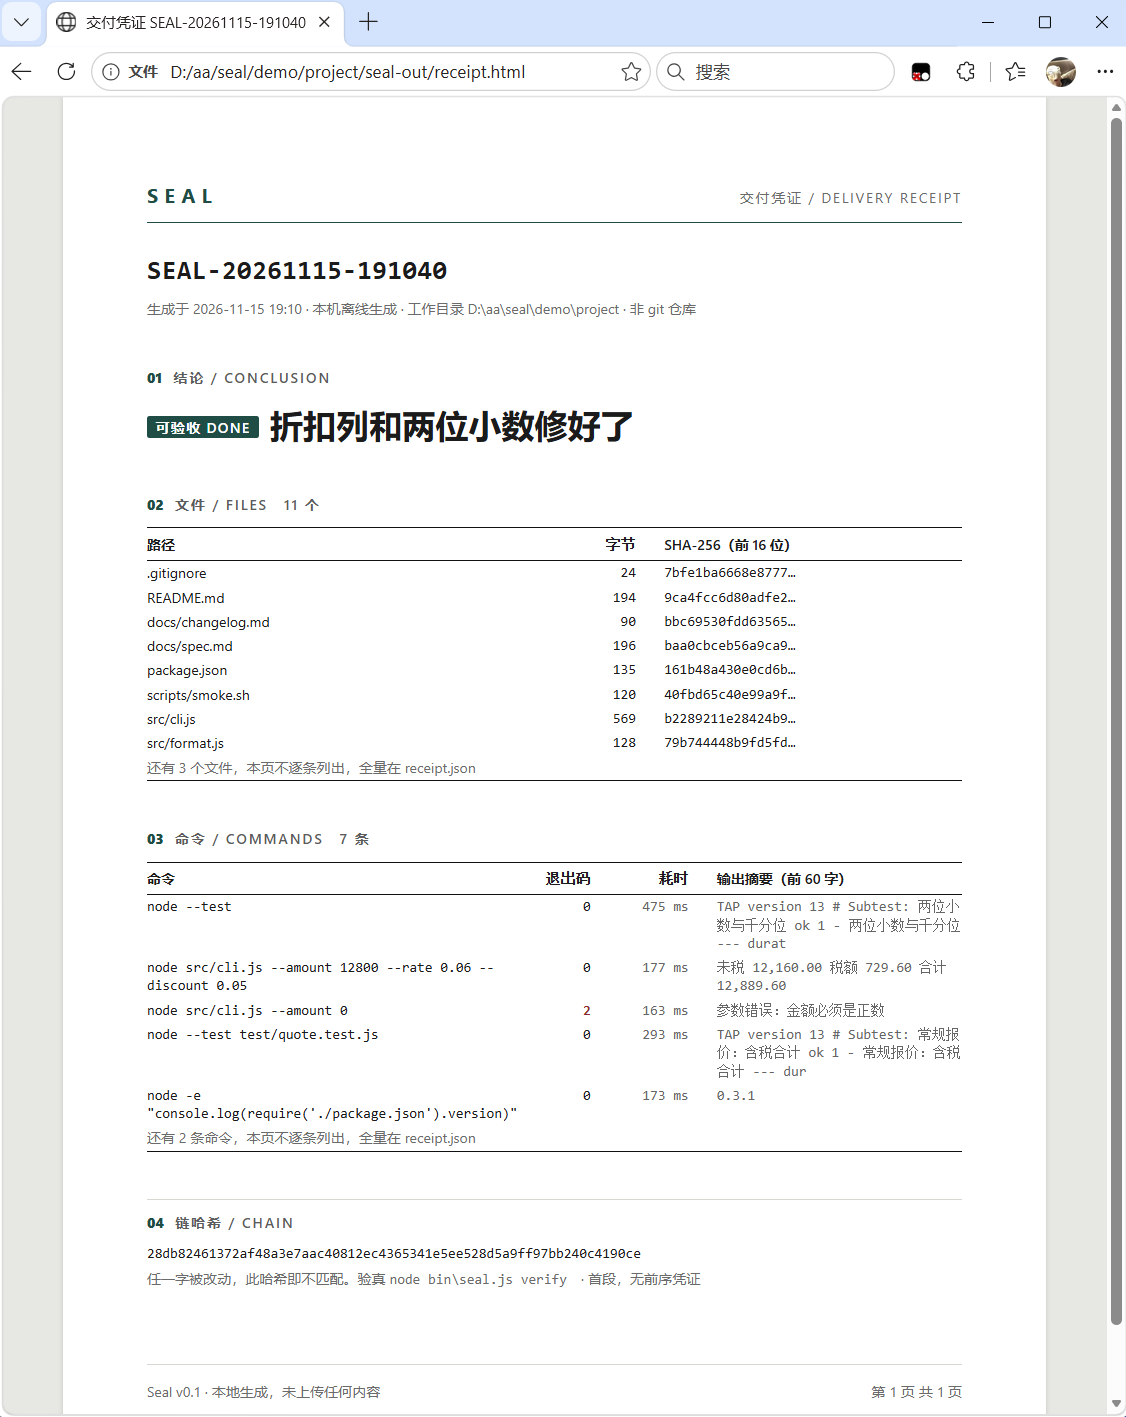 交付凭证 SEAL-20261115-191040
文件 D:/aa/seal/demo/project/seal-out/receipt.html 搜索
SEAL 交付凭证 / DELIVERY RECEIPT
SEAL-20261115-191040
生成于 2026-11-15 19:10 · 本机离线生成 · 工作目录 D:\aa\seal\demo\project · 非 git 仓库
01 结论 / CONCLUSION
可验收 DONE 折扣列和两位小数修好了
02 文件 / FILES 11 个
路径 字节 SHA-256（前 16 位）
.gitignore 24 7bfe1ba6668e8777…
README.md 194 9ca4fcc6d80adfe2…
docs/changelog.md 90 bbc69530fdd63565…
docs/spec.md 196 baa0cbceb56a9ca9…
package.json 135 161b48a430e0cd6b…
scripts/smoke.sh 120 40fbd65c40e99a9f…
src/cli.js 569 b2289211e28424b9…
src/format.js 128 79b744448b9fd5fd…
还有 3 个文件，本页不逐条列出，全量在 receipt.json
03 命令 / COMMANDS 7 条
命令 退出码 耗时 输出摘要（前 60 字）
node --test 0 475 ms TAP version 13 # Subtest: 两位小
数与千分位 ok 1 - 两位小数与千分位
--- durat
node src/cli.js --amount 12800 --rate 0.06 -- 0 177 ms 未税 12,160.00 税额 729.60 合计
discount 0.05 12,889.60
node src/cli.js --amount 0 2 163 ms 参数错误：金额必须是正数
node --test test/quote.test.js 0 293 ms TAP version 13 # Subtest: 常规报
价：含税合计 ok 1 - 常规报价：含税
合计 --- dur
node -e 0 173 ms 0.3.1
"console.log(require('./package.json').version)"
还有 2 条命令，本页不逐条列出，全量在 receipt.json
04 链哈希 / CHAIN
28db82461372af48a3e7aac40812ec4365341e5ee528d5a9ff97bb240c4190ce
任一字被改动，此哈希即不匹配。验真 node bin\seal.js verify · 首段，无前序凭证
Seal v0.1 · 本地生成，未上传任何内容 第 1 页 共 1 页